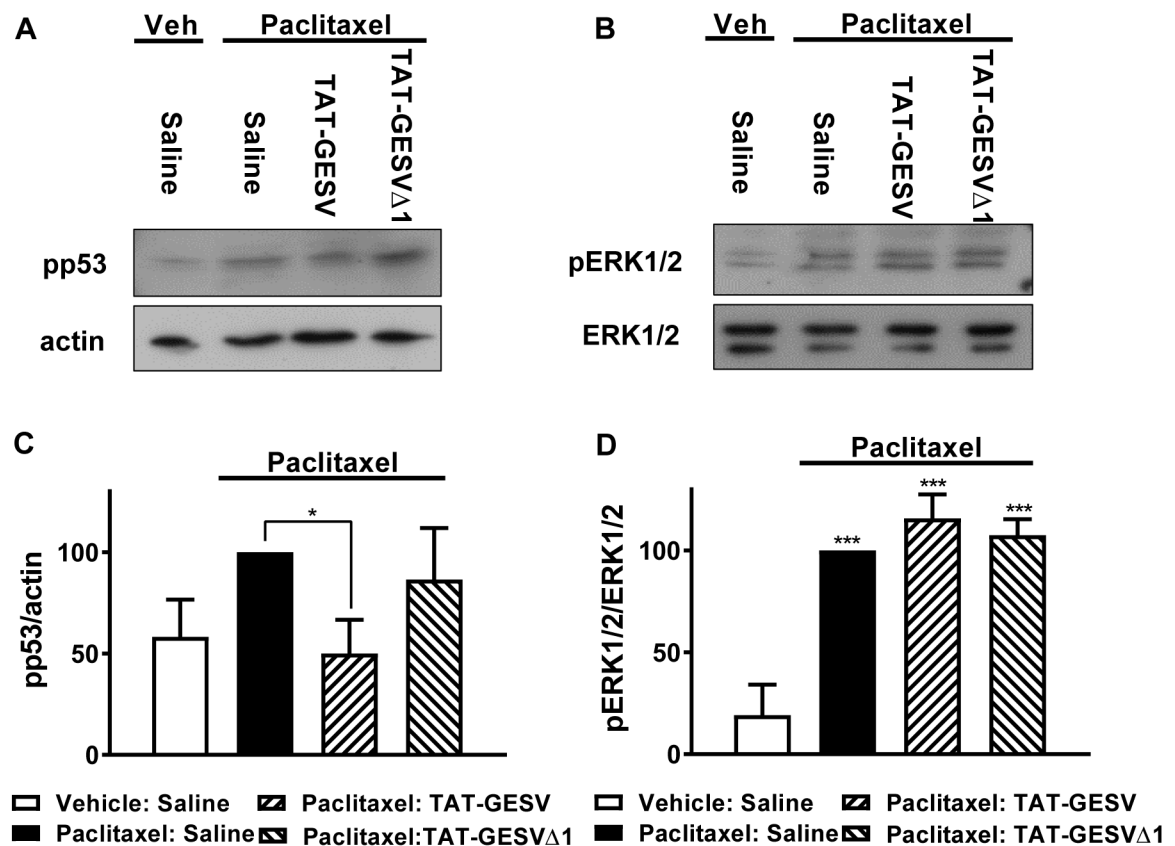 A
Veh
Paclitaxel
Saline
Saline
TAT-GESV
TAT-GESVΔ1
pp53
actin
B
Veh
Paclitaxel
Saline
Saline
TAT-GESV
TAT-GESVΔ1
pERK1/2
ERK1/2
C
Paclitaxel
*
pp53/actin
100
50
0
Vehicle: Saline
Paclitaxel: TAT-GESV
Paclitaxel: Saline
Paclitaxel:TAT-GESVΔ1
D
Paclitaxel
***
***
***
pERK1/2/ERK1/2
100
50
0
Vehicle: Saline
Paclitaxel: TAT-GESV
Paclitaxel: Saline
Paclitaxel: TAT-GESVΔ1